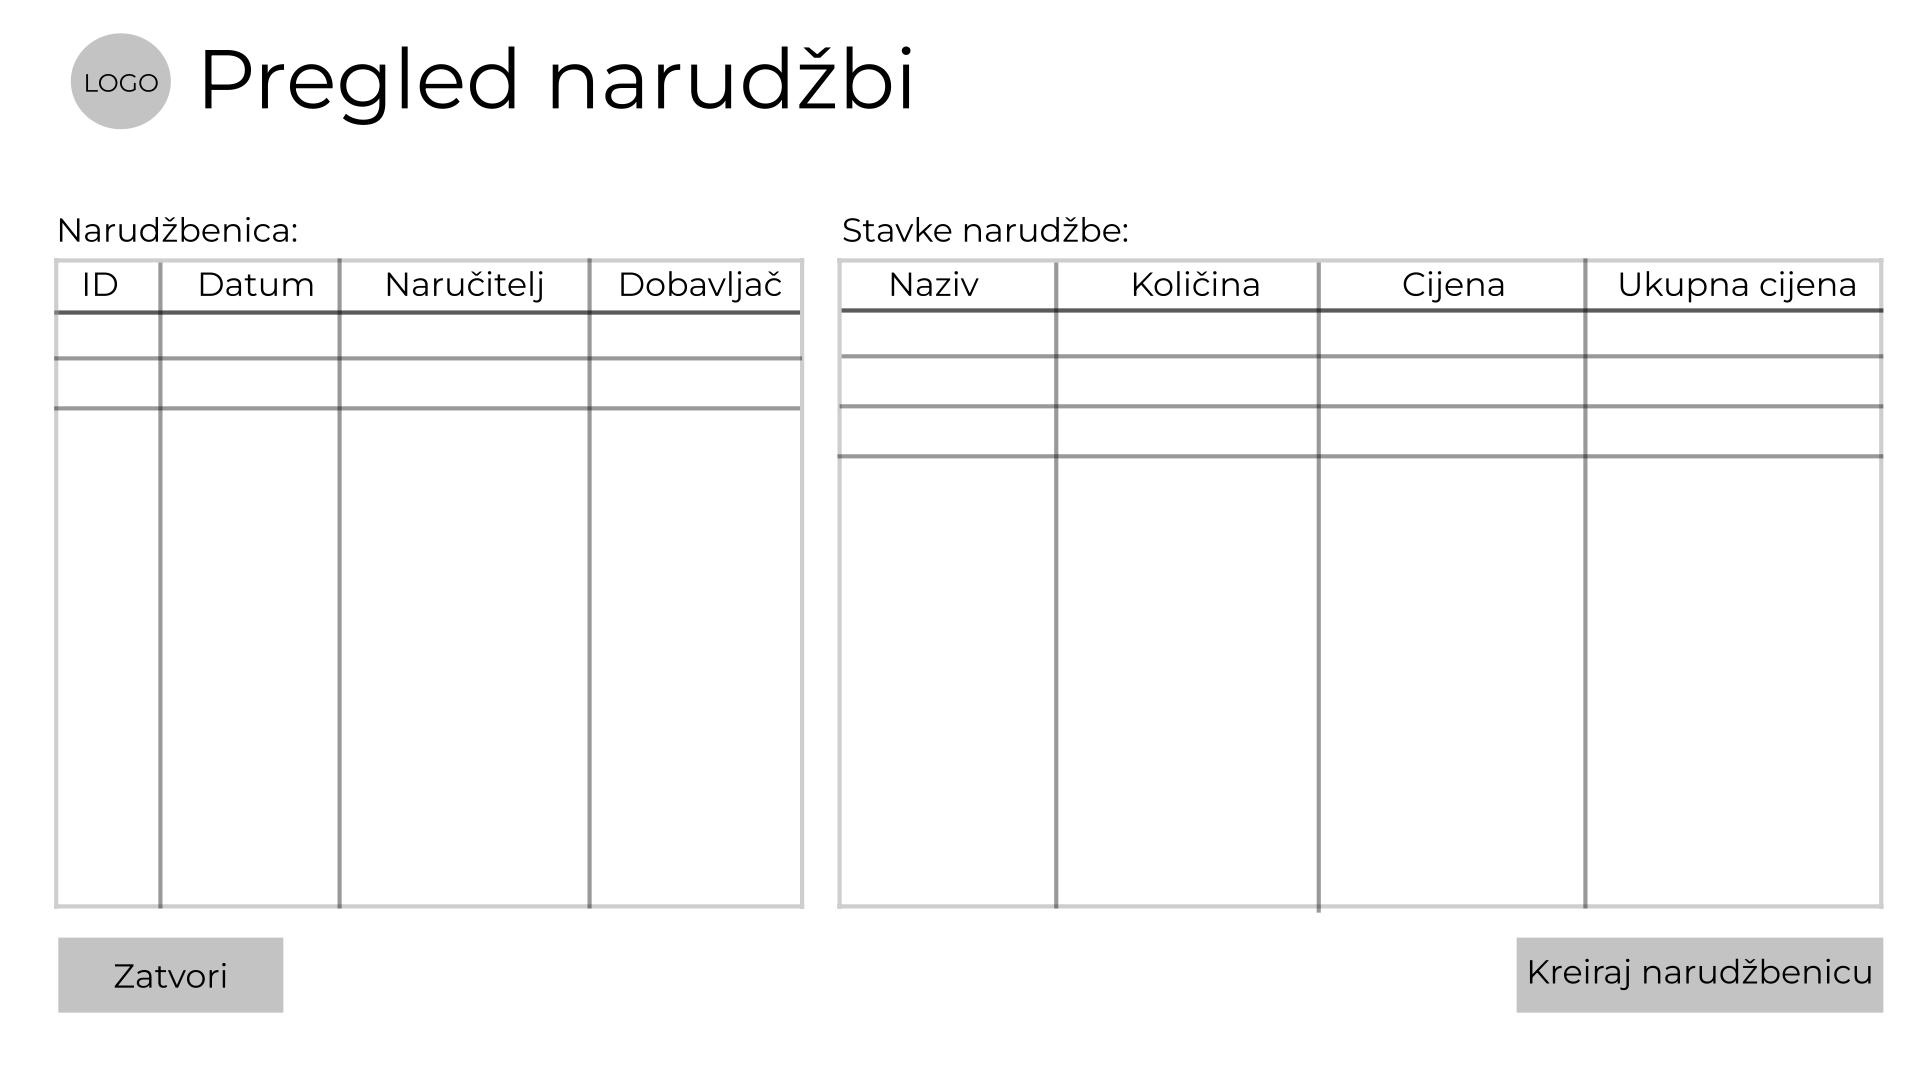 LOGO
Pregled narudžbi
Narudžbenica:
ID Datum Naručitelj Dobavljač
Stavke narudžbe:
Naziv Količina Cijena Ukupna cijena
Zatvori
Kreiraj narudžbenicu